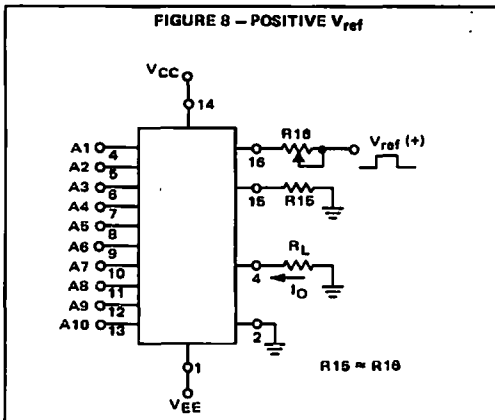 FIGURE 8 – POSITIVE Vref
VCC
14
A1 4
A2 5
A3 6
A4 7
A5 8
A6 9
A7 10
A8 11
A9 12
A10 13
R16
16
Vref (+)
15
R15
RL
4
IO
2
R15 ≈ R16
1
VEE